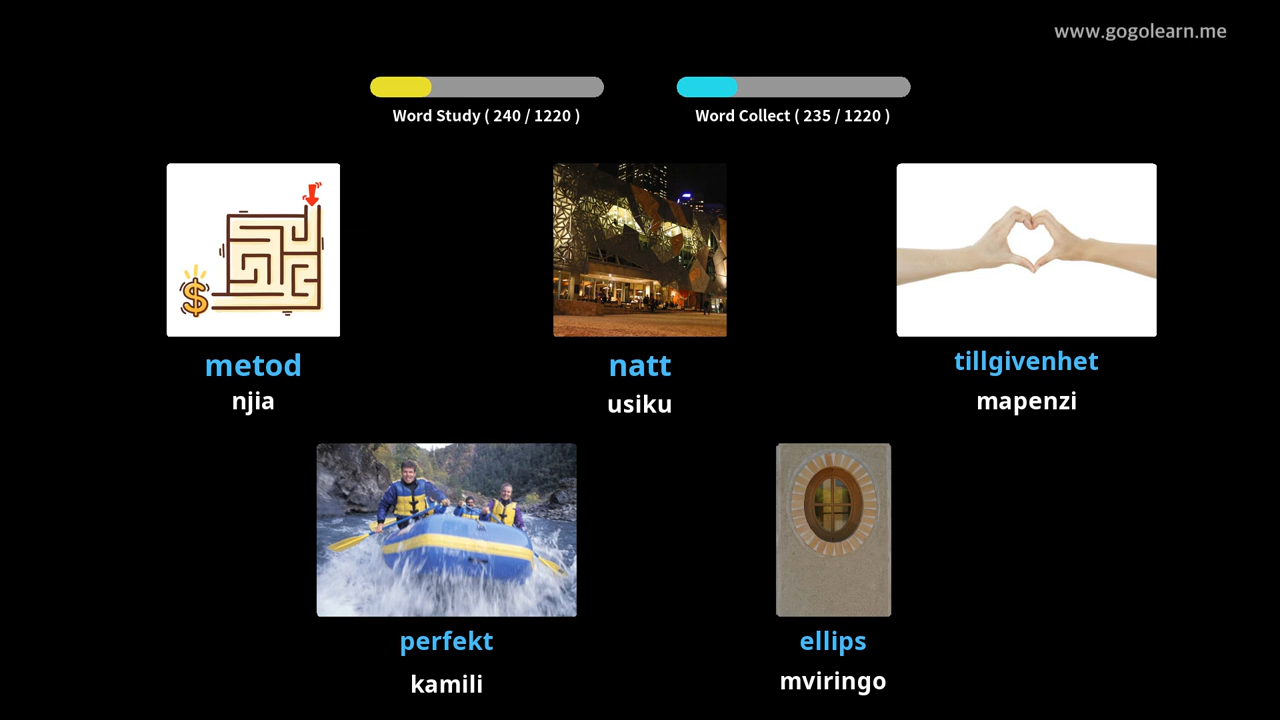 www.gogolearn.me
Word Study ( 240 / 1220 )
Word Collect ( 235 / 1220 )
metod
njia
natt
usiku
tillgivenhet
mapenzi
perfekt
kamili
ellips
mviringo